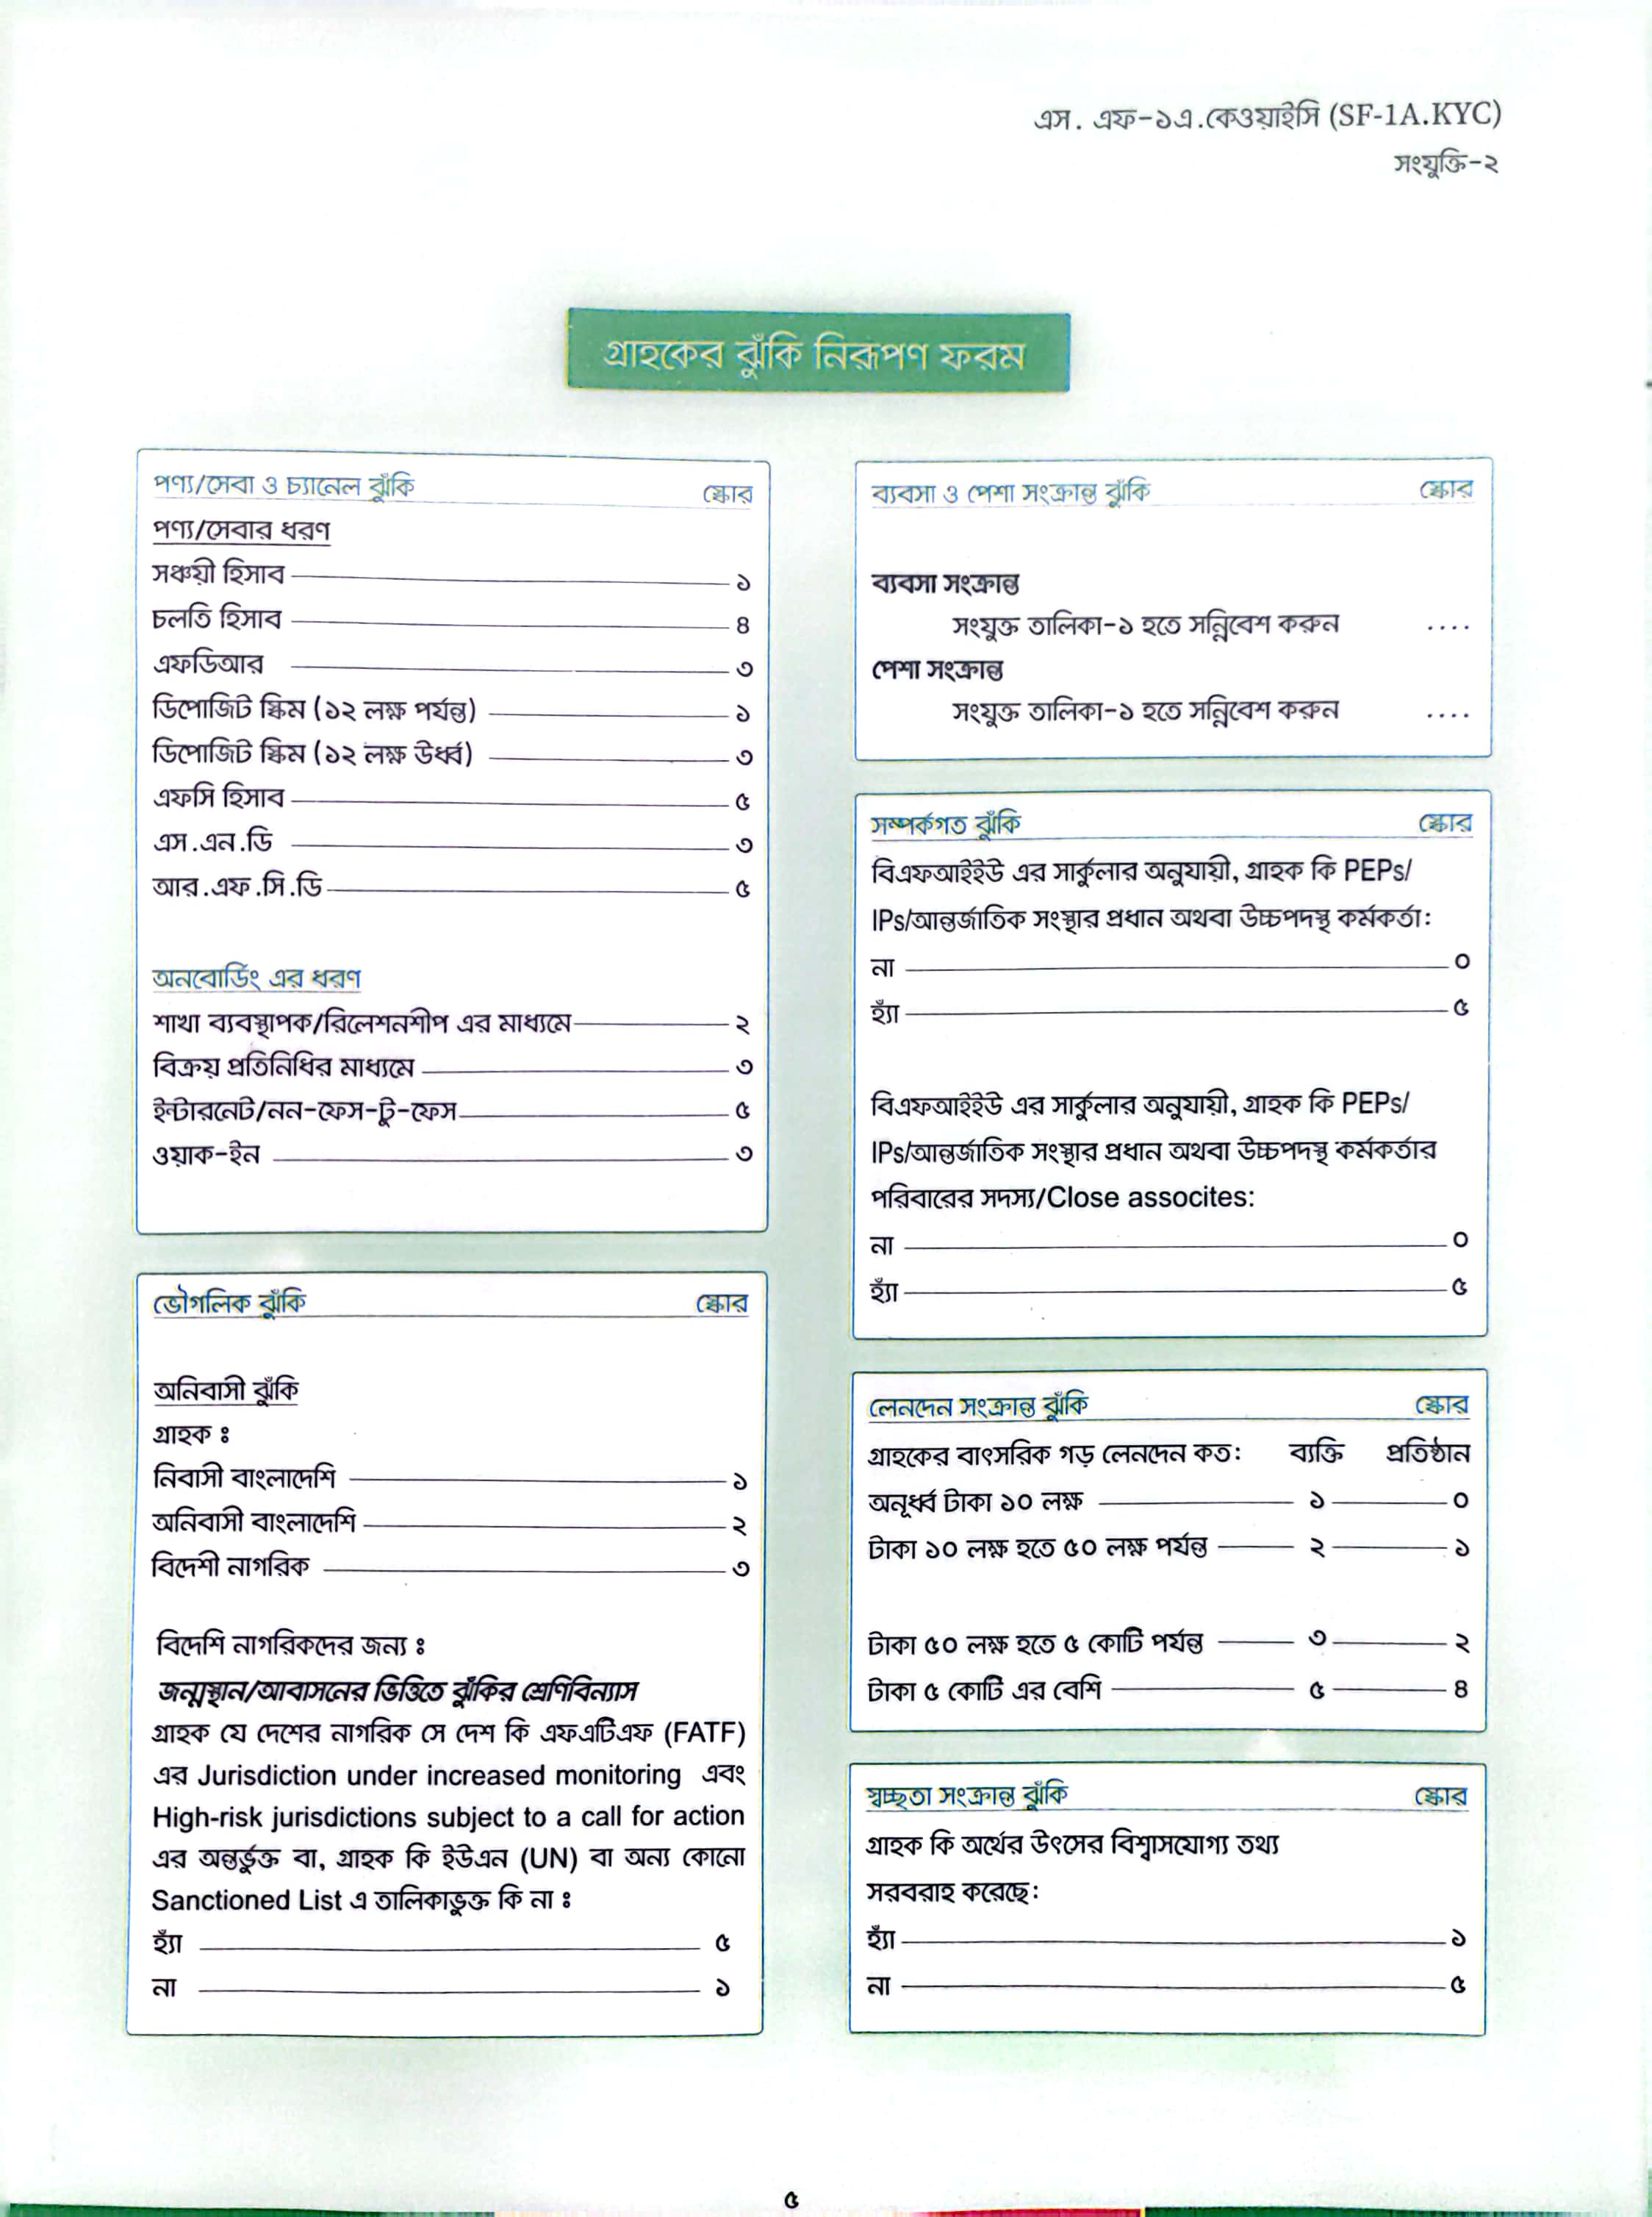 এস. এফ-১এ.কেওয়াইসি (SF-1A.KYC)
সংযুক্তি-২
গ্রাহকের ঝুঁকি নিরূপণ ফরম
পণ্য/সেবা ও চ্যানেল ঝুঁকি স্কোর
পণ্য/সেবার ধরণ
সঞ্চয়ী হিসাব ১
চলতি হিসাব ৪
এফডিআর ৩
ডিপোজিট স্কিম (১২ লক্ষ পর্যন্ত) ১
ডিপোজিট স্কিম (১২ লক্ষ উর্ধ্ব) ৩
এফসি হিসাব ৫
এস.এন.ডি ৩
আর.এফ.সি.ডি ৫
অনবোর্ডিং এর ধরণ
শাখা ব্যবস্থাপক/রিলেশনশীপ এর মাধ্যমে ২
বিক্রয় প্রতিনিধির মাধ্যমে ৩
ইন্টারনেট/নন-ফেস-টু-ফেস ৫
ওয়াক-ইন ৩
ভৌগলিক ঝুঁকি স্কোর
অনিবাসী ঝুঁকি
গ্রাহক ঃ
নিবাসী বাংলাদেশি ১
অনিবাসী বাংলাদেশি ২
বিদেশী নাগরিক ৩
বিদেশি নাগরিকদের জন্য ঃ
জন্মস্থান/আবাসনের ভিত্তিতে ঝুঁকির শ্রেণিবিন্যাস
গ্রাহক যে দেশের নাগরিক সে দেশ কি এফএটিএফ (FATF)
এর Jurisdiction under increased monitoring এবং
High-risk jurisdictions subject to a call for action
এর অন্তর্ভুক্ত বা, গ্রাহক কি ইউএন (UN) বা অন্য কোনো
Sanctioned List এ তালিকাভুক্ত কি না ঃ
হ্যাঁ ৫
না ১
ব্যবসা ও পেশা সংক্রান্ত ঝুঁকি স্কোর
ব্যবসা সংক্রান্ত
সংযুক্ত তালিকা-১ হতে সন্নিবেশ করুন ....
পেশা সংক্রান্ত
সংযুক্ত তালিকা-১ হতে সন্নিবেশ করুন ....
সম্পর্কগত ঝুঁকি স্কোর
বিএফআইইউ এর সার্কুলার অনুযায়ী, গ্রাহক কি PEPs/
IPs/আন্তর্জাতিক সংস্থার প্রধান অথবা উচ্চপদস্থ কর্মকর্তা:
না ০
হ্যাঁ ৫
বিএফআইইউ এর সার্কুলার অনুযায়ী, গ্রাহক কি PEPs/
IPs/আন্তর্জাতিক সংস্থার প্রধান অথবা উচ্চপদস্থ কর্মকর্তার
পরিবারের সদস্য/Close assocites:
না ০
হ্যাঁ ৫
লেনদেন সংক্রান্ত ঝুঁকি স্কোর
গ্রাহকের বাৎসরিক গড় লেনদেন কত: ব্যক্তি প্রতিষ্ঠান
অনূর্ধ্ব টাকা ১০ লক্ষ ১ ০
টাকা ১০ লক্ষ হতে ৫০ লক্ষ পর্যন্ত ২ ১
টাকা ৫০ লক্ষ হতে ৫ কোটি পর্যন্ত ৩ ২
টাকা ৫ কোটি এর বেশি ৫ ৪
স্বচ্ছতা সংক্রান্ত ঝুঁকি স্কোর
গ্রাহক কি অর্থের উৎসের বিশ্বাসযোগ্য তথ্য
সরবরাহ করেছে:
হ্যাঁ ১
না ৫
৫